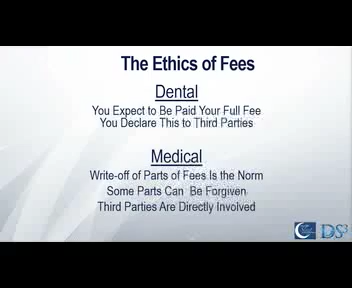 The Ethics of Fees
Dental
You Expect to Be Paid Your Full Fee
You Declare This to Third Parties
Medical
Write-off of Parts of Fees Is the Norm
Some Parts Can Be Forgiven
Third Parties Are Directly Involved
DS3